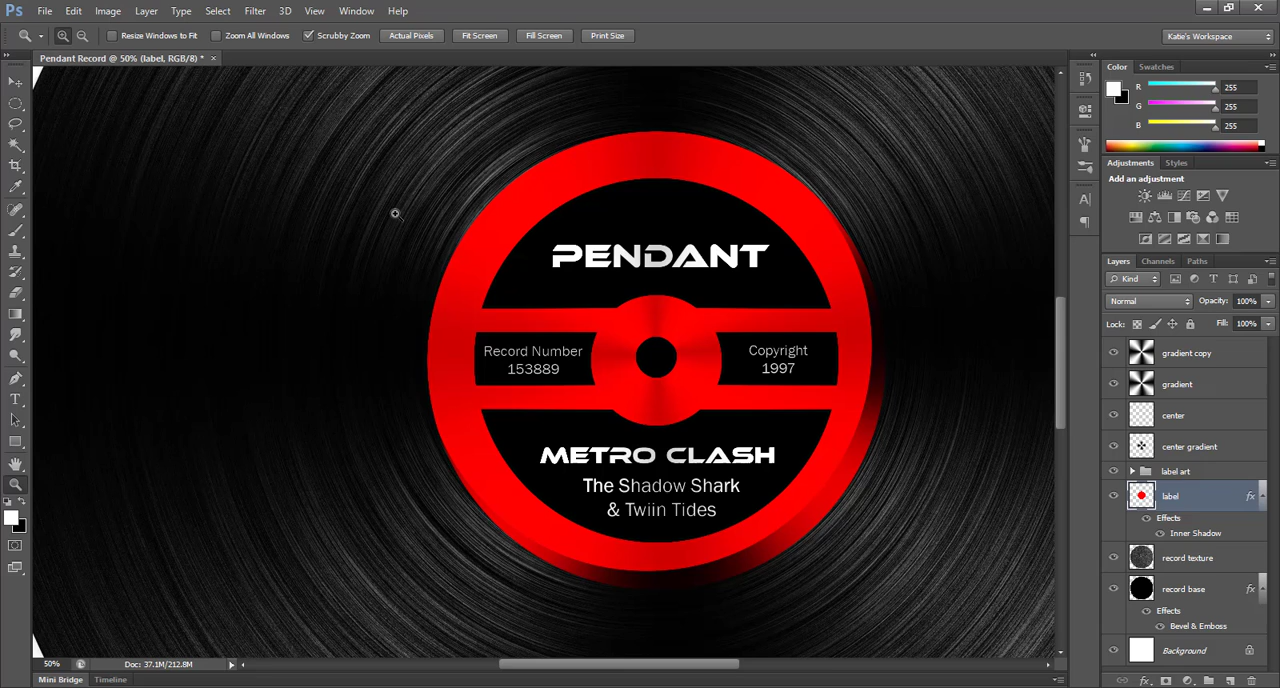 Ps File Edit Image Layer Type Select Filter 3D View Window Help
Resize Windows to Fit Zoom All Windows Scrubby Zoom Actual Pixels Fit Screen Fill Screen Print Size Katie's Workspace
Pendant Record @ 50% (label, RGB/8) * ×
PENDANT
Record Number
153889
Copyright
1997
METRO CLASH
The Shadow Shark
& Twiin Tides
Color Swatches
R 255
G 255
B 255
Adjustments Styles
Add an adjustment
Layers Channels Paths
Kind
Normal Opacity: 100%
Lock: Fill: 100%
gradient copy
gradient
center
center gradient
label art
label fx
Effects
Inner Shadow
record texture
record base fx
Effects
Bevel & Emboss
Background
50% Doc: 37.1M/212.8M
Mini Bridge Timeline